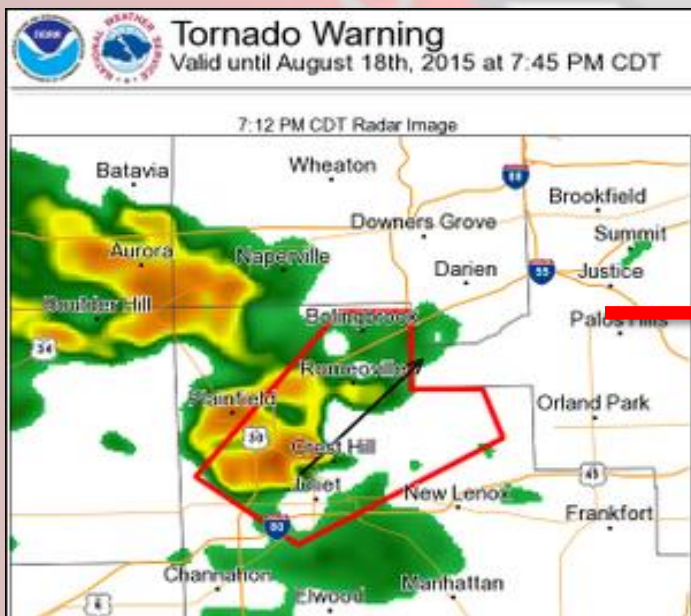 Tornado Warning
Valid until August 18th, 2015 at 7:45 PM CDT
7:12 PM CDT Radar Image
Batavia
Wheaton
Brookfield
Downers Grove
Summit
Aurora
Naperville
Darien
55
Justice
Boulder Hill
Bolingbrook
Palos Hills
34
Romeoville
Plainfield
Orland Park
30
Crest Hill
45
Joliet
New Lenox
80
Frankfort
Channahon
Manhattan
6
Elwood